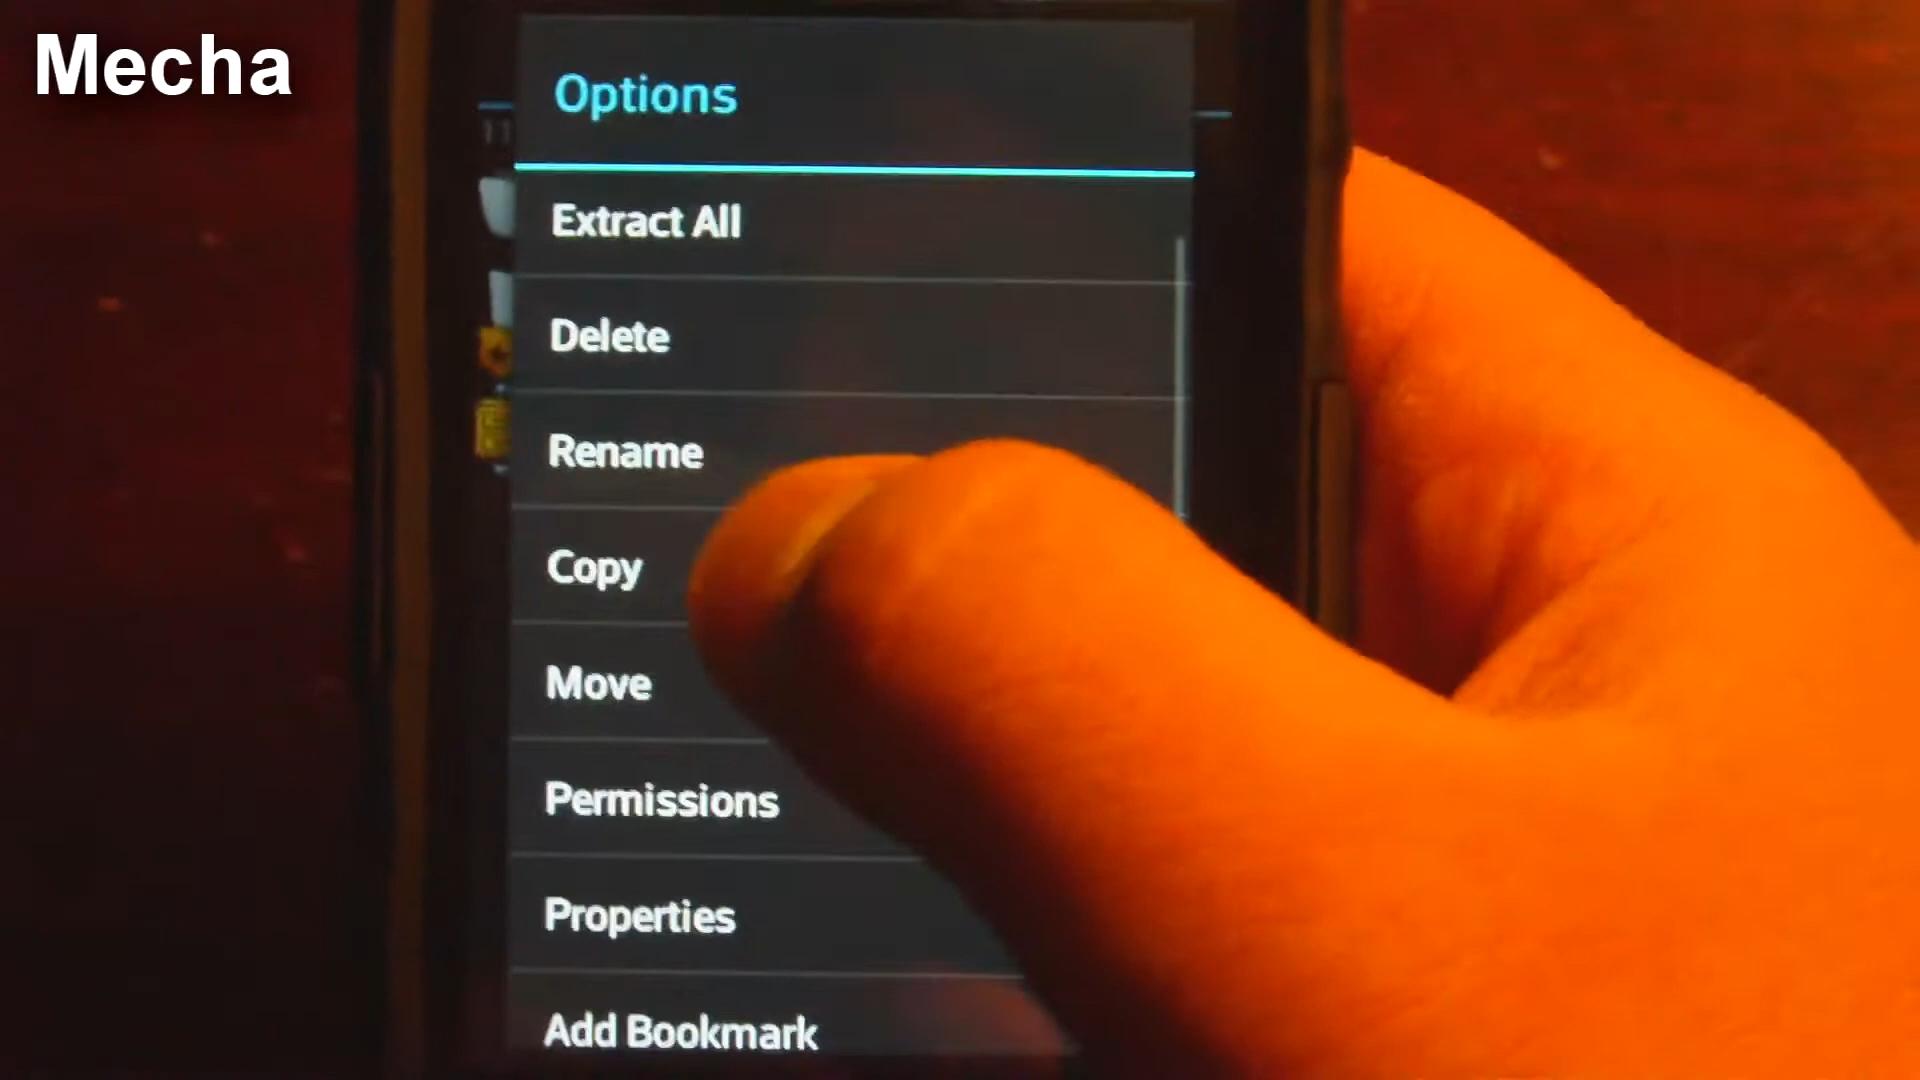 Mecha
Options
Extract All
Delete
Rename
Copy
Move
Permissions
Properties
Add Bookmark